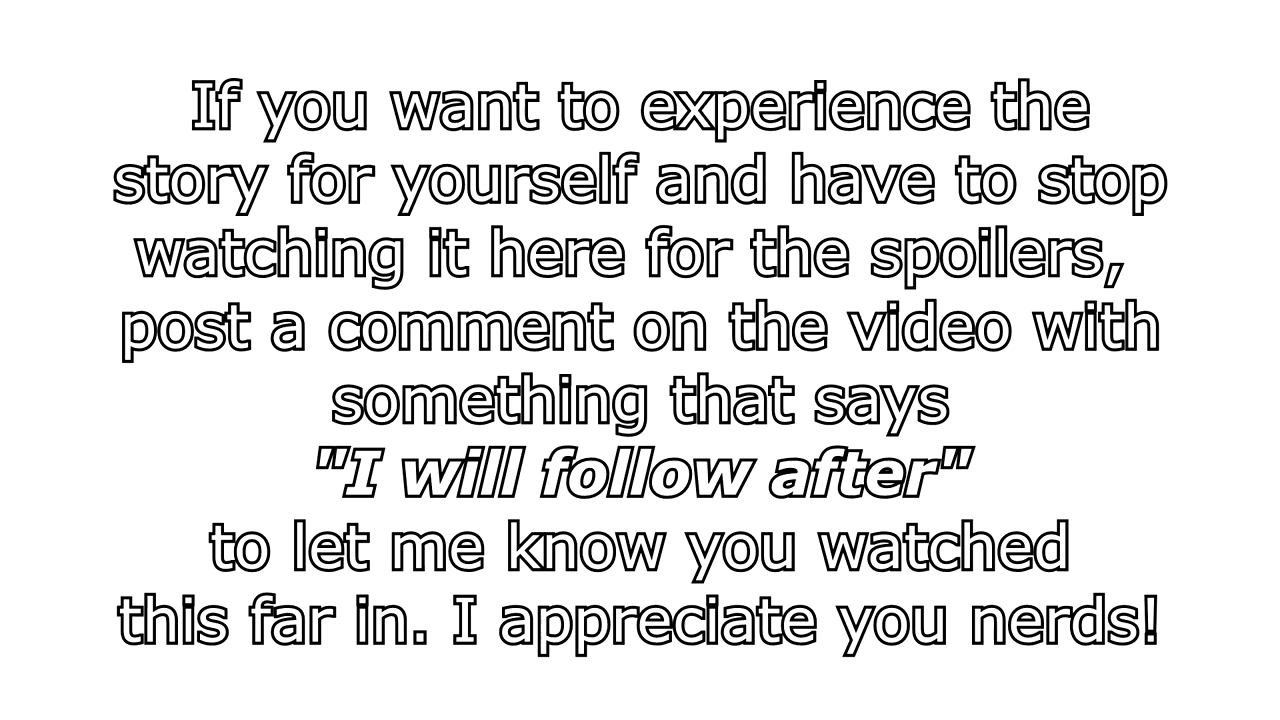 If you want to experience the
story for yourself and have to stop
watching it here for the spoilers,
post a comment on the video with
something that says
"I will follow after"
to let me know you watched
this far in. I appreciate you nerds!